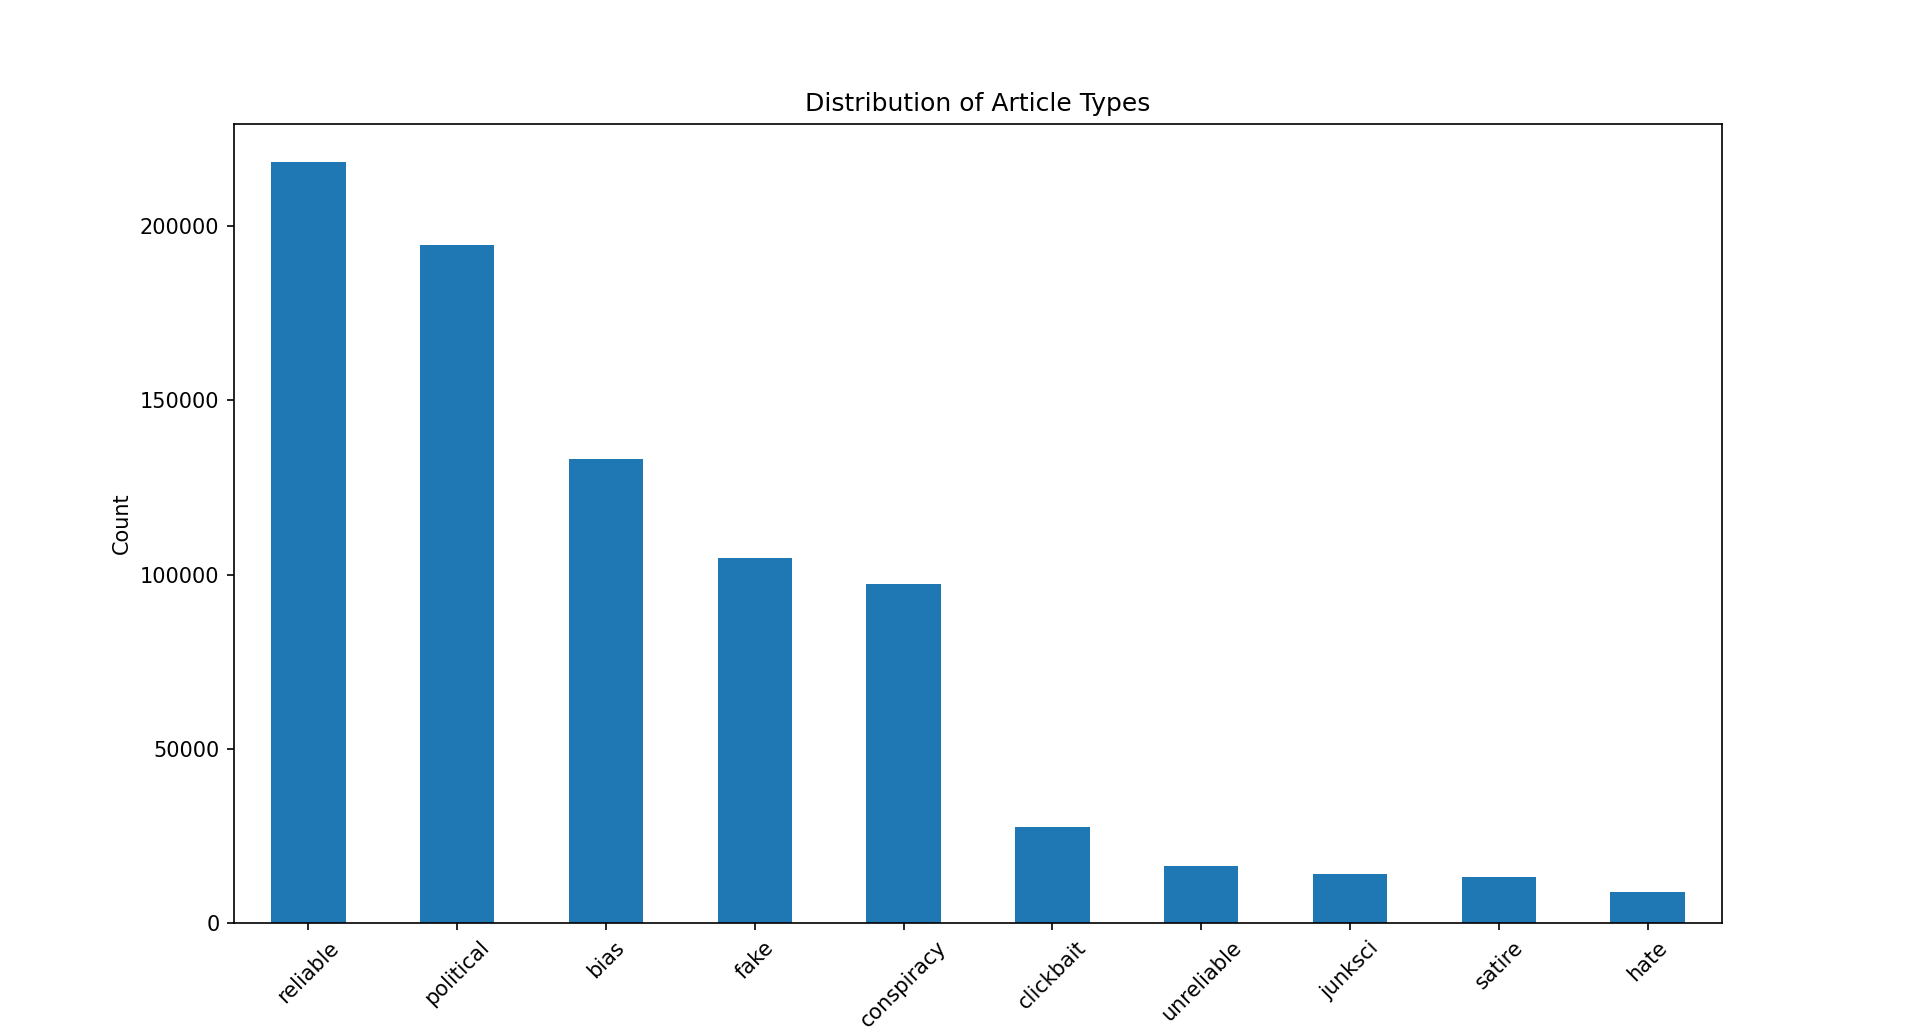 Distribution of Article Types
Count
200000
150000
100000
50000
0
reliable
political
bias
fake
conspiracy
clickbait
unreliable
junksci
satire
hate